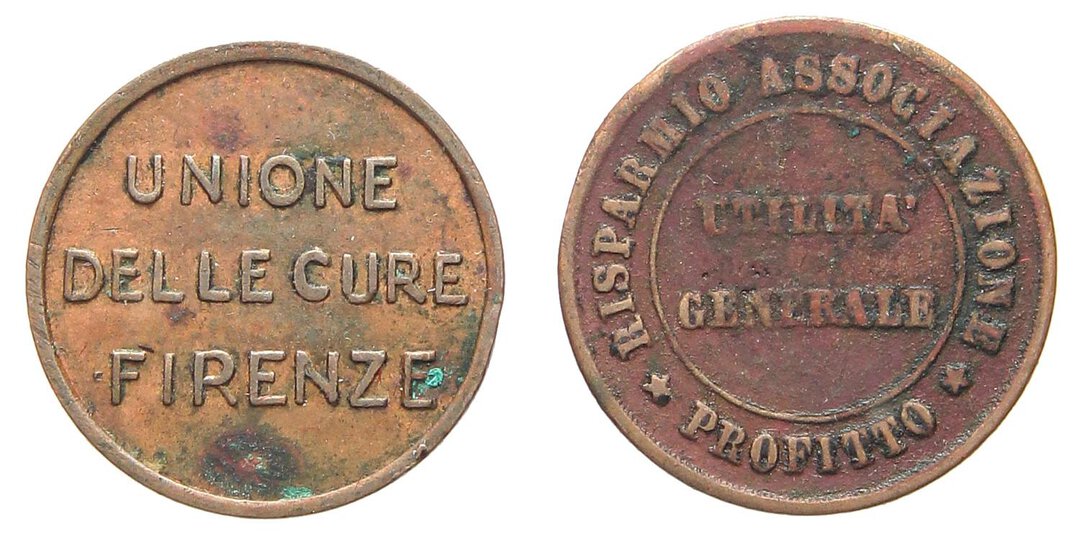 UNIONE
DELLE CURE
FIRENZE
RISPARMIO ASSOCIAZIONE
UTILITA'
GENERALE
★ PROFITTO ★